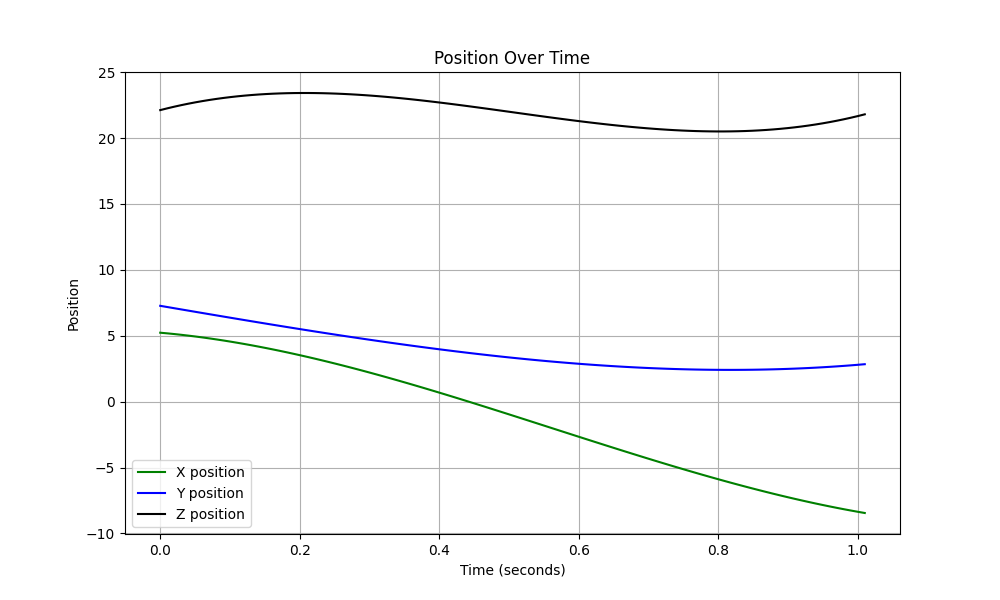 Position Over Time
25
20
15
10
5
0
−5
−10
Position
X position
Y position
Z position
0.0 0.2 0.4 0.6 0.8 1.0
Time (seconds)